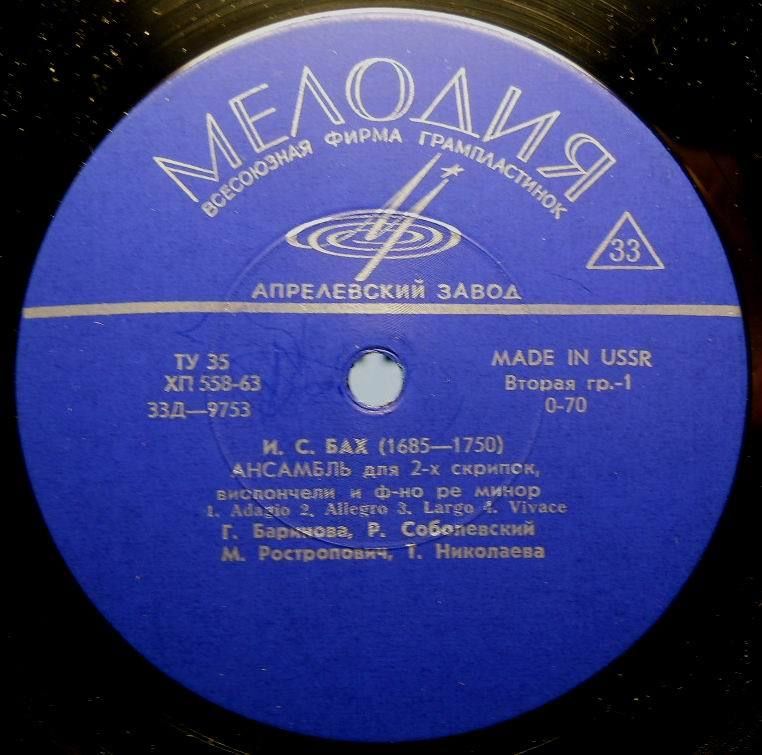 МЕЛОДИЯ
ВСЕСОЮЗНАЯ ФИРМА ГРАМПЛАСТИНОК
33
АПРЕЛЕВСКИЙ ЗАВОД
ТУ 35
ХП 558-63
33Д—9753
MADE IN USSR
Вторая гр.-1
0-70
И. С. БАХ (1685—1750)
АНСАМБЛЬ для 2-х скрипок,
виолончели и ф-но ре минор
1. Adagio 2. Allegro 3. Largo 4. Vivace
Г. Баринова, Р. Соболевский
М. Ростропович, Т. Николаева